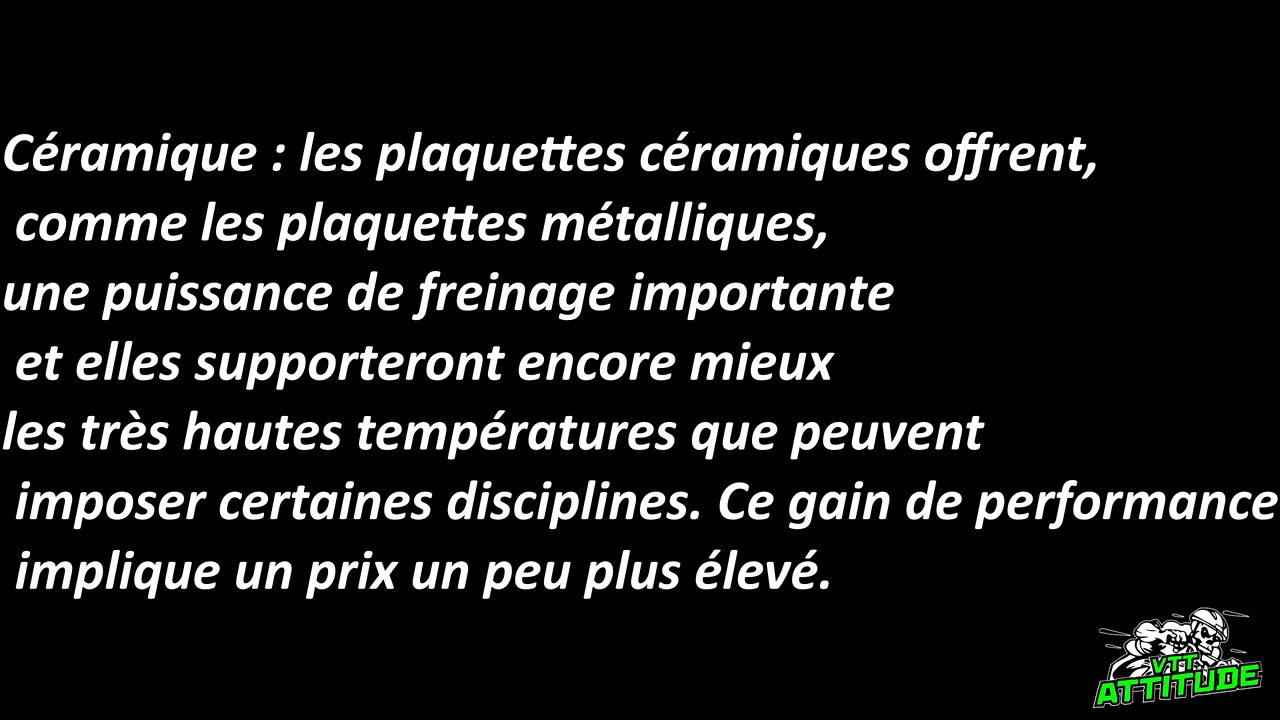 Céramique : les plaquettes céramiques offrent,
comme les plaquettes métalliques,
une puissance de freinage importante
et elles supporteront encore mieux
les très hautes températures que peuvent
imposer certaines disciplines. Ce gain de performance
implique un prix un peu plus élevé.
VTT
ATTITUDE